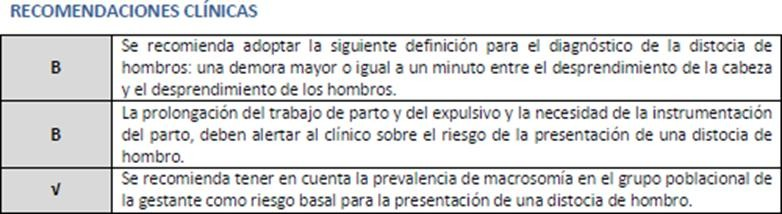 RECOMENDACIONES CLÍNICAS
Se recomienda adoptar la siguiente definición para el diagnóstico de la distocia de
B hombros: una demora mayor o igual a un minuto entre el desprendimiento de la cabeza
y el desprendimiento de los hombros.
La prolongación del trabajo de parto y del expulsivo y la necesidad de la instrumentación
B del parto, deben alertar al clínico sobre el riesgo de la presentación de una distocia de
hombro.
√ Se recomienda tener en cuenta la prevalencia de macrosomía en el grupo poblacional de
la gestante como riesgo basal para la presentación de una distocia de hombro.